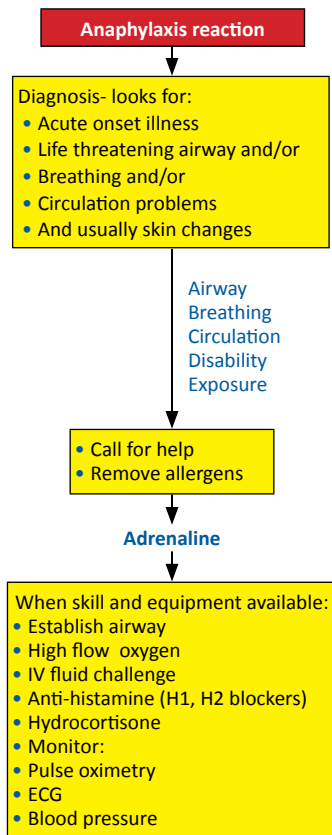 Anaphylaxis reaction
Diagnosis- looks for:
• Acute onset illness
• Life threatening airway and/or
• Breathing and/or
• Circulation problems
• And usually skin changes
Airway
Breathing
Circulation
Disability
Exposure
• Call for help
• Remove allergens
Adrenaline
When skill and equipment available:
• Establish airway
• High flow oxygen
• IV fluid challenge
• Anti-histamine (H1, H2 blockers)
• Hydrocortisone
• Monitor:
• Pulse oximetry
• ECG
• Blood pressure